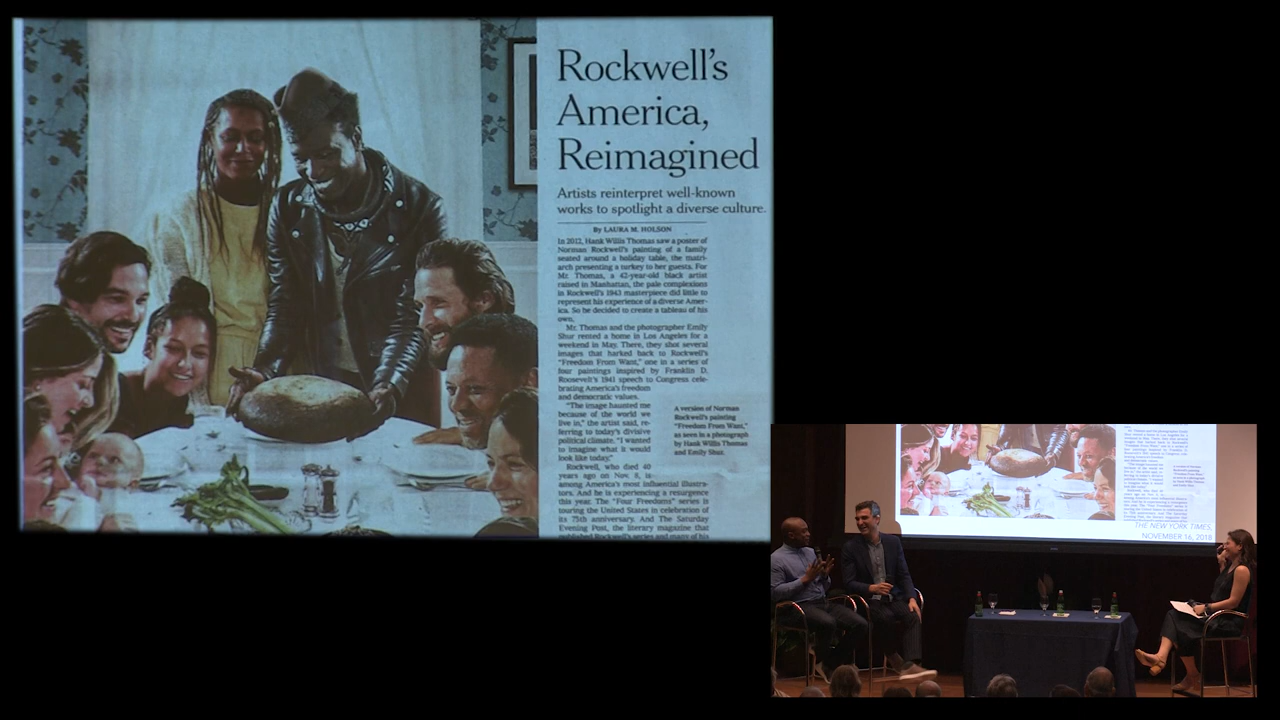 Rockwell's
America,
Reimagined
Artists reinterpret well-known
works to spotlight a diverse culture.
By LAURA M. HOLSON
In 2012, Hank Willis Thomas saw a poster of
Norman Rockwell's painting of a family
seated around a holiday table, the matri-
arch presenting a turkey to her guests. For
Mr. Thomas, a 42-year-old black artist
raised in Manhattan, the pale complexions
in Rockwell's 1943 masterpiece did little to
represent his experience of a diverse Amer-
ica. So he decided to create a tableau of his
own.
Mr. Thomas and the photographer Emily
Shur rented a home in Los Angeles for a
weekend in May. There, they shot several
images that harked back to Rockwell's
"Freedom From Want," one in a series of
four paintings inspired by Franklin D.
Roosevelt's 1941 speech to Congress cele-
brating America's freedom
and democratic values.
"The image haunted me
because of the world we
live in," the artist said, re-
ferring to today's divisive
political climate. "I wanted
to imagine what it would
look like today."
Rockwell, who died 40
years ago on Nov. 8, is
among America's most influential illustra-
tors. And he is experiencing a resurgence
this year. The "Four Freedoms" series is
touring the United States in celebration of
its 75th anniversary. And The Saturday
Evening Post, the literary magazine that
published Rockwell's series and many of his
A version of Norman
Rockwell's painting
"Freedom From Want,"
as seen in a photograph
by Hank Willis Thomas
and Emily Shur.
THE NEW YORK TIMES,
NOVEMBER 16, 2018